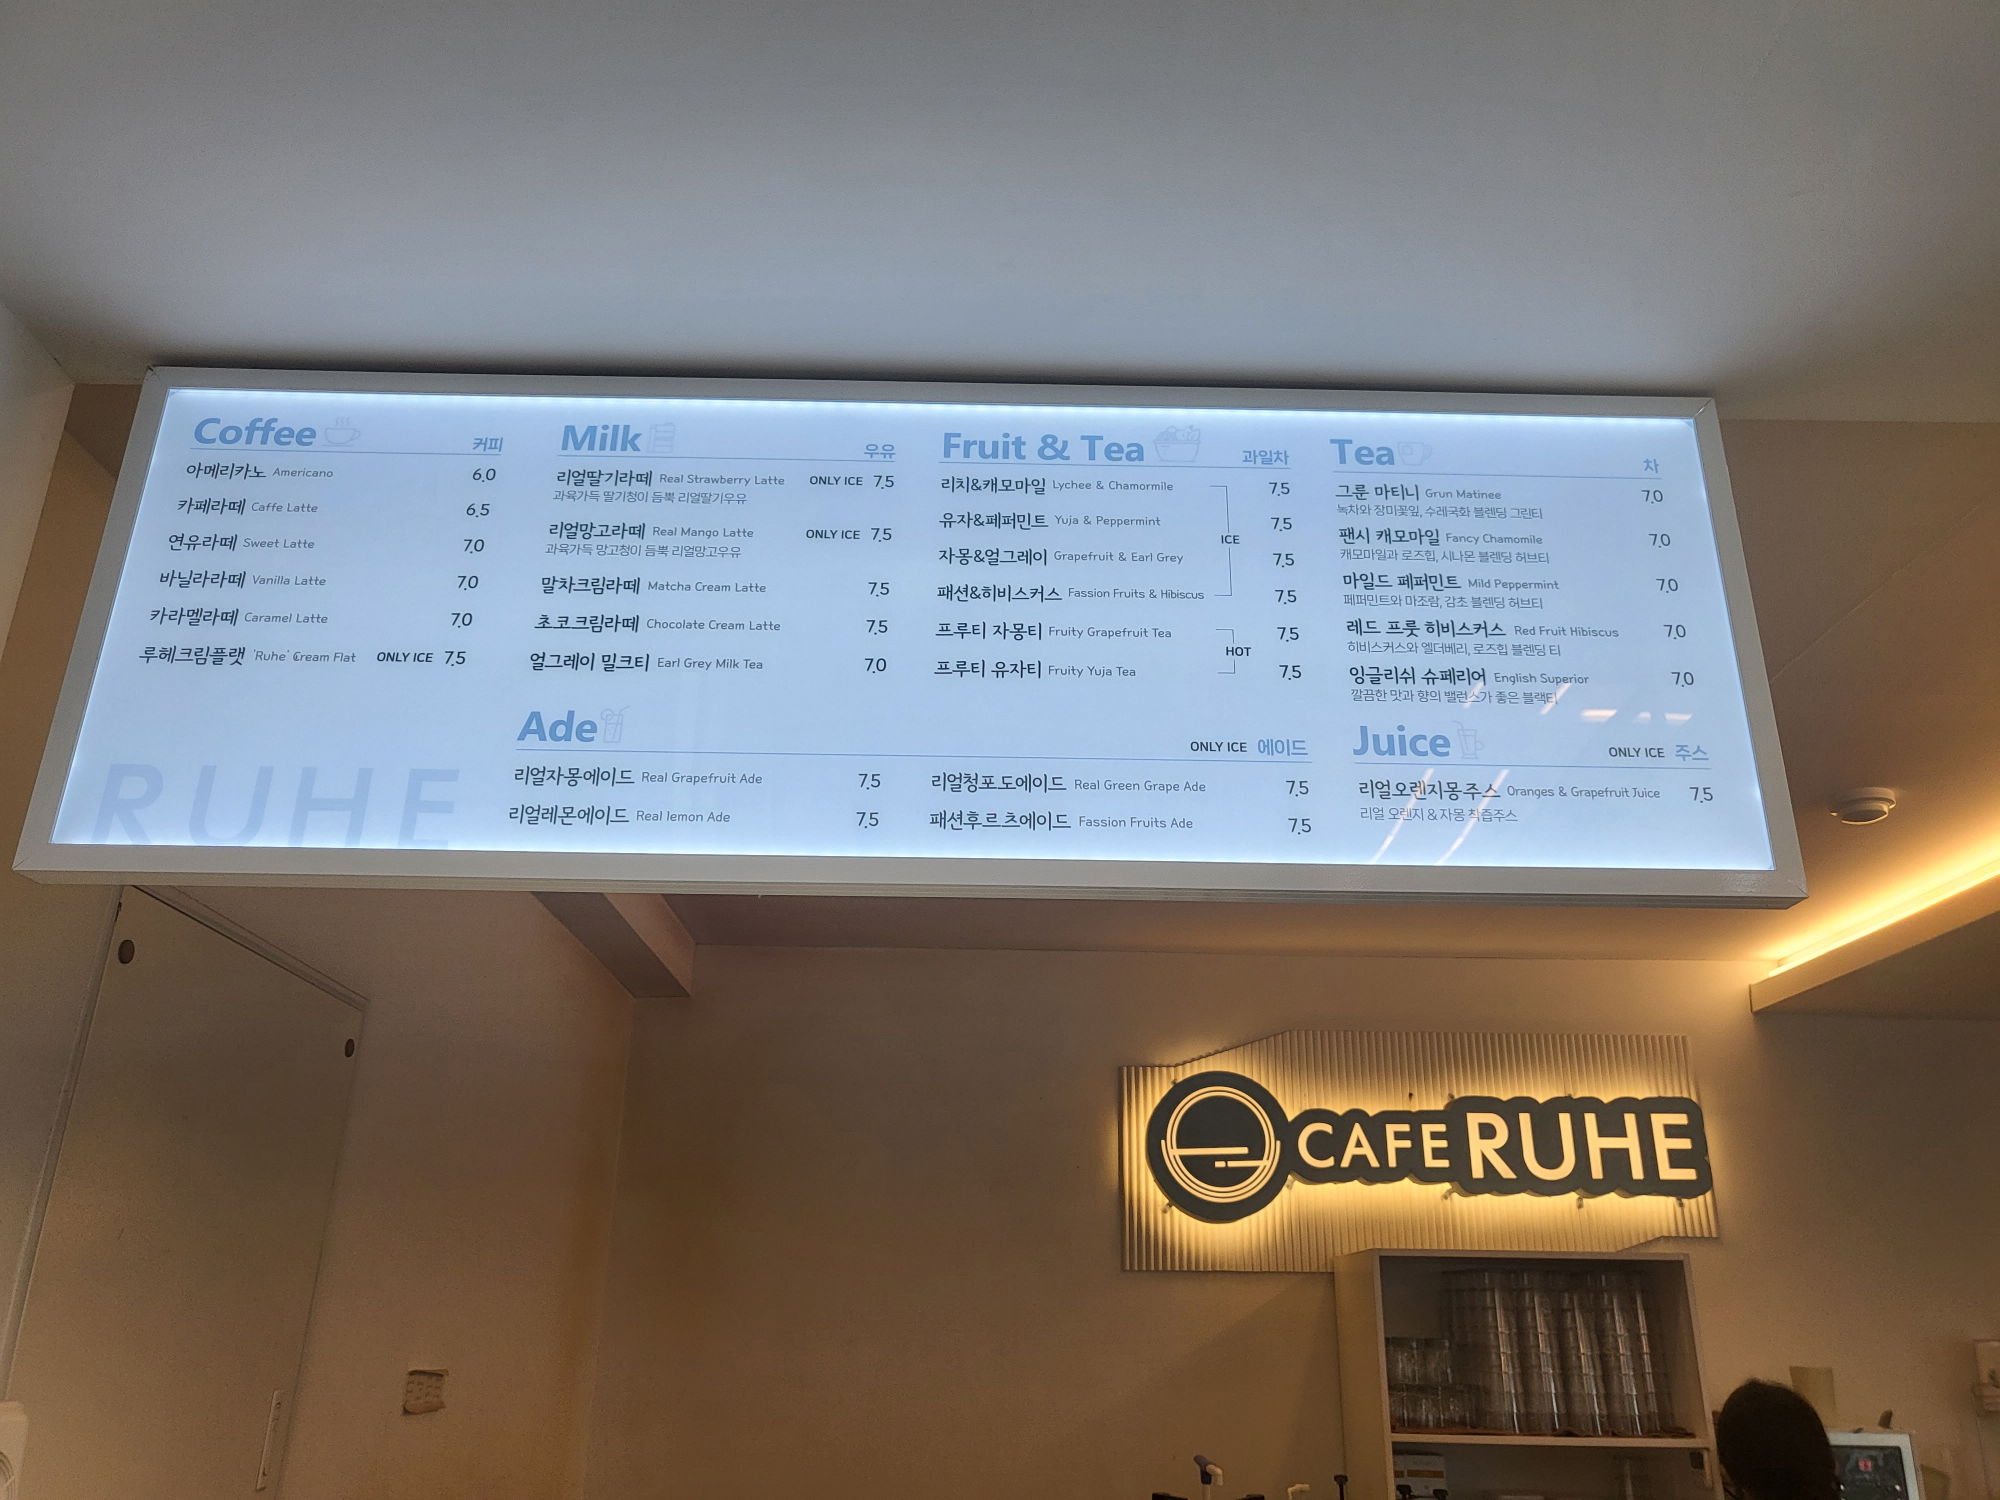 Coffee 커피
아메리카노 Americano 6.0
카페라떼 Caffe Latte 6.5
연유라떼 Sweet Latte 7.0
바닐라라떼 Vanilla Latte 7.0
카라멜라떼 Caramel Latte 7.0
루헤크림플랫 'Ruhe' Cream Flat ONLY ICE 7.5
Milk 우유
리얼딸기라떼 Real Strawberry Latte ONLY ICE 7.5
과육가득 딸기청이 듬뿍 리얼딸기우유
리얼망고라떼 Real Mango Latte ONLY ICE 7.5
과육가득 망고청이 듬뿍 리얼망고우유
말차크림라떼 Matcha Cream Latte 7.5
초코크림라떼 Chocolate Cream Latte 7.5
얼그레이 밀크티 Earl Grey Milk Tea 7.0
Fruit & Tea 과일차
리치&캐모마일 Lychee & Chamormile 7.5
유자&페퍼민트 Yuja & Peppermint 7.5
ICE
자몽&얼그레이 Grapefruit & Earl Grey 7.5
패션&히비스커스 Fassion Fruits & Hibiscus 7.5
프루티 자몽티 Fruity Grapefruit Tea 7.5
HOT
프루티 유자티 Fruity Yuja Tea 7.5
Tea 차
그룬 마티니 Grun Matinee 7.0
녹차와 장미꽃잎, 수레국화 블렌딩 그린티
팬시 캐모마일 Fancy Chamomile 7.0
캐모마일과 로즈힙, 시나몬 블렌딩 허브티
마일드 페퍼민트 Mild Peppermint 7.0
페퍼민트와 마조람, 감초 블렌딩 허브티
레드 프룻 히비스커스 Red Fruit Hibiscus 7.0
히비스커스와 엘더베리, 로즈힙 블렌딩 티
잉글리쉬 슈페리어 English Superior 7.0
깔끔한 맛과 향의 밸런스가 좋은 블랙티
Ade ONLY ICE 에이드
리얼자몽에이드 Real Grapefruit Ade 7.5
리얼레몬에이드 Real lemon Ade 7.5
리얼청포도에이드 Real Green Grape Ade 7.5
패션후르츠에이드 Fassion Fruits Ade 7.5
Juice ONLY ICE 주스
리얼오렌지몽주스 Oranges & Grapefruit Juice 7.5
리얼 오렌지 & 자몽 착즙주스
RUHE
CAFE RUHE